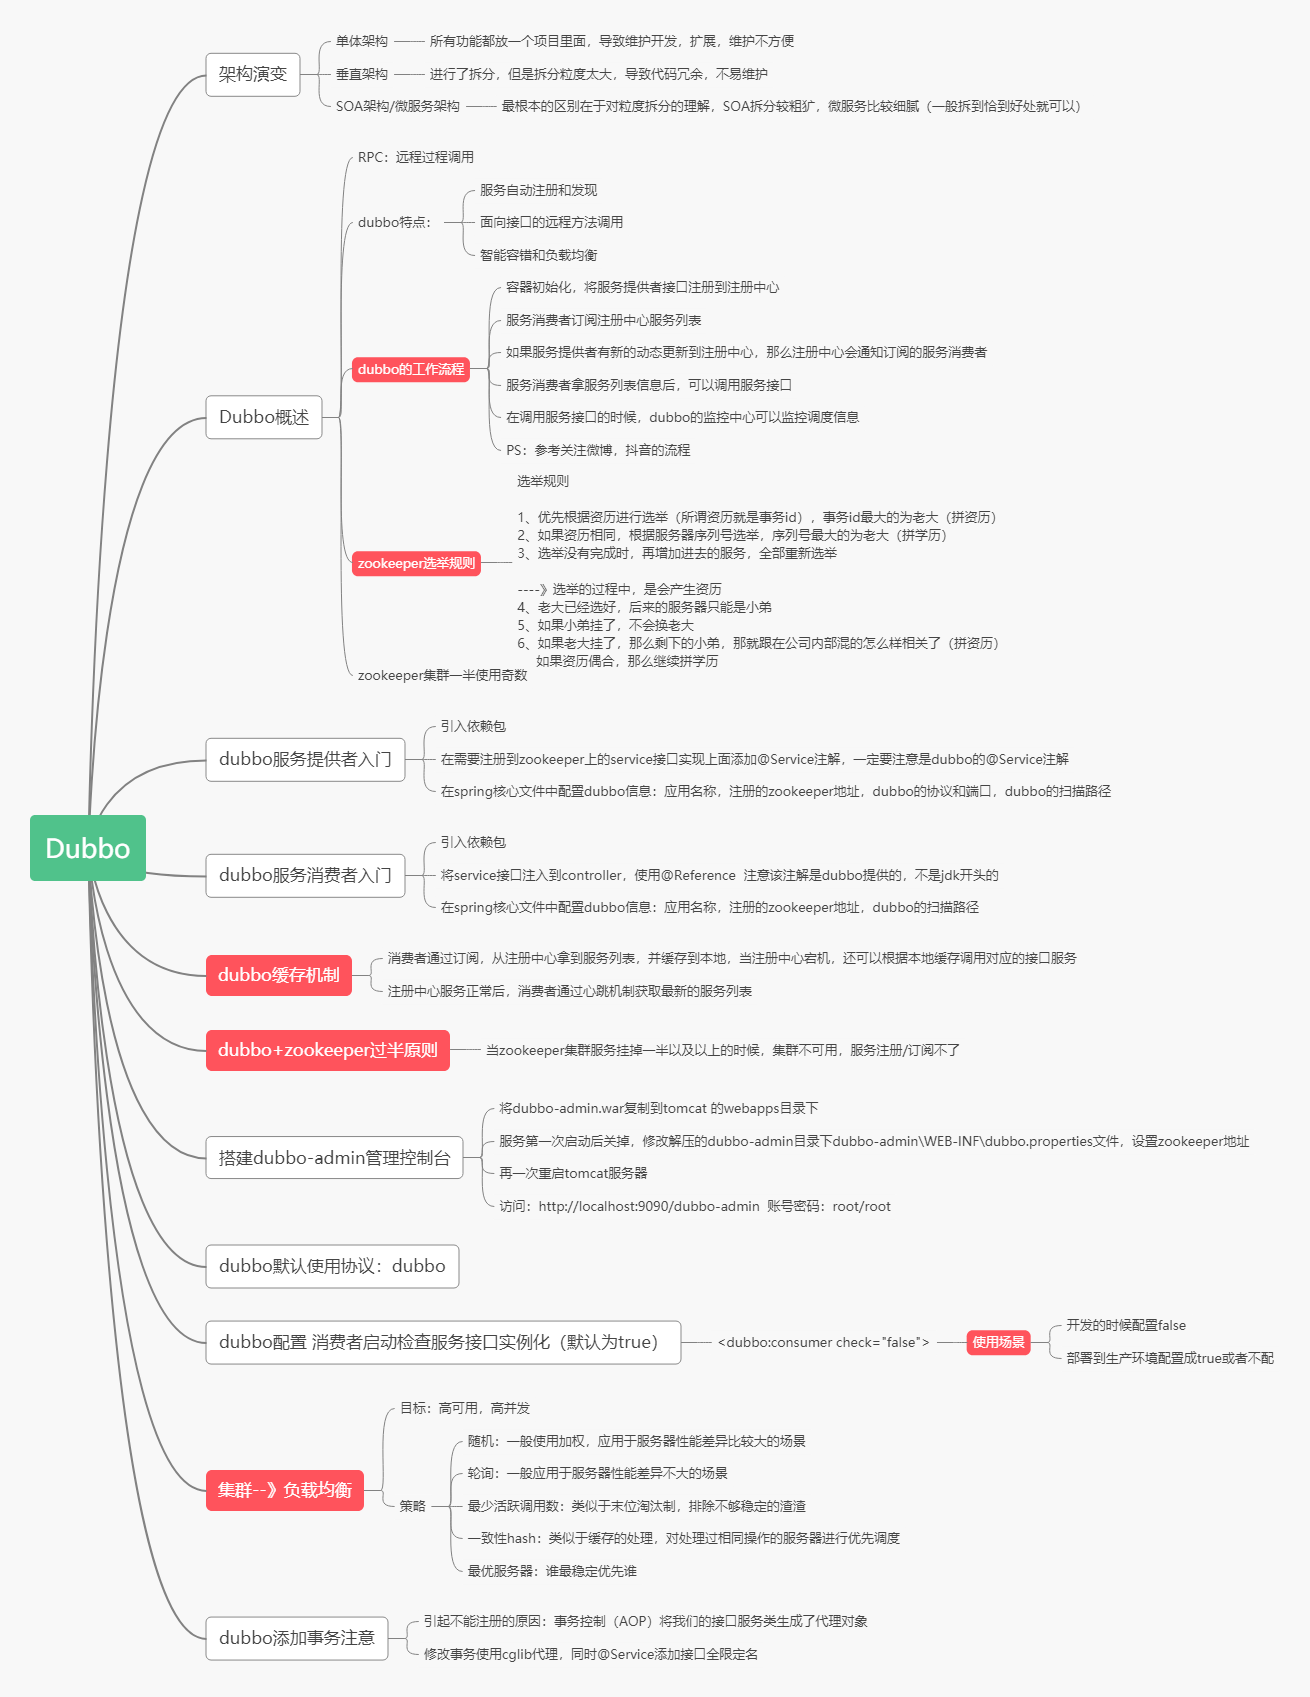 Dubbo
架构演变
单体架构
所有功能都放一个项目里面，导致维护开发，扩展，维护不方便
垂直架构
进行了拆分，但是拆分粒度太大，导致代码冗余，不易维护
SOA架构/微服务架构
最根本的区别在于对粒度拆分的理解，SOA拆分较粗犷，微服务比较细腻（一般拆到恰到好处就可以）
Dubbo概述
RPC：远程过程调用
dubbo特点：
服务自动注册和发现
面向接口的远程方法调用
智能容错和负载均衡
dubbo的工作流程
容器初始化，将服务提供者接口注册到注册中心
服务消费者订阅注册中心服务列表
如果服务提供者有新的动态更新到注册中心，那么注册中心会通知订阅的服务消费者
服务消费者拿服务列表信息后，可以调用服务接口
在调用服务接口的时候，dubbo的监控中心可以监控调度信息
PS：参考关注微博，抖音的流程
zookeeper选举规则
选举规则
1、优先根据资历进行选举（所谓资历就是事务id），事务id最大的为老大（拼资历）
2、如果资历相同，根据服务器序列号选举，序列号最大的为老大（拼学历）
3、选举没有完成时，再增加进去的服务，全部重新选举
----》选举的过程中，是会产生资历
4、老大已经选好，后来的服务器只能是小弟
5、如果小弟挂了，不会换老大
6、如果老大挂了，那么剩下的小弟，那就跟在公司内部混的怎么样相关了（拼资历）
如果资历偶合，那么继续拼学历
zookeeper集群一半使用奇数
dubbo服务提供者入门
引入依赖包
在需要注册到zookeeper上的service接口实现上面添加@Service注解，一定要注意是dubbo的@Service注解
在spring核心文件中配置dubbo信息：应用名称，注册的zookeeper地址，dubbo的协议和端口，dubbo的扫描路径
dubbo服务消费者入门
引入依赖包
将service接口注入到controller，使用@Reference  注意该注解是dubbo提供的，不是jdk开头的
在spring核心文件中配置dubbo信息：应用名称，注册的zookeeper地址，dubbo的扫描路径
dubbo缓存机制
消费者通过订阅，从注册中心拿到服务列表，并缓存到本地，当注册中心宕机，还可以根据本地缓存调用对应的接口服务
注册中心服务正常后，消费者通过心跳机制获取最新的服务列表
dubbo+zookeeper过半原则
当zookeeper集群服务挂掉一半以及以上的时候，集群不可用，服务注册/订阅不了
搭建dubbo-admin管理控制台
将dubbo-admin.war复制到tomcat 的webapps目录下
服务第一次启动后关掉，修改解压的dubbo-admin目录下dubbo-admin\WEB-INF\dubbo.properties文件，设置zookeeper地址
再一次重启tomcat服务器
访问：http://localhost:9090/dubbo-admin  账号密码：root/root
dubbo默认使用协议：dubbo
dubbo配置 消费者启动检查服务接口实例化（默认为true）
<dubbo:consumer check="false">
使用场景
开发的时候配置false
部署到生产环境配置成true或者不配
集群--》负载均衡
目标：高可用，高并发
策略
随机：一般使用加权，应用于服务器性能差异比较大的场景
轮询：一般应用于服务器性能差异不大的场景
最少活跃调用数：类似于末位淘汰制，排除不够稳定的渣渣
一致性hash：类似于缓存的处理，对处理过相同操作的服务器进行优先调度
最优服务器：谁最稳定优先谁
dubbo添加事务注意
引起不能注册的原因：事务控制（AOP）将我们的接口服务类生成了代理对象
修改事务使用cglib代理，同时@Service添加接口全限定名